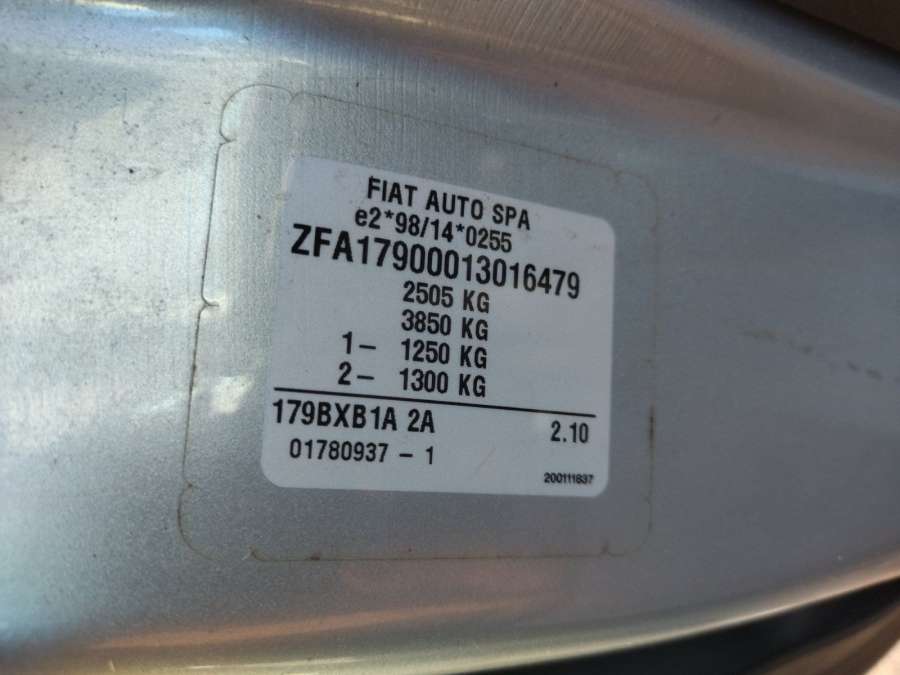 FIAT AUTO SPA
e2*98/14*0255
ZFA17900013016479
2505 KG
3850 KG
1- 1250 KG
2- 1300 KG
179BXB1A 2A 2.10
01780937 - 1
200111637